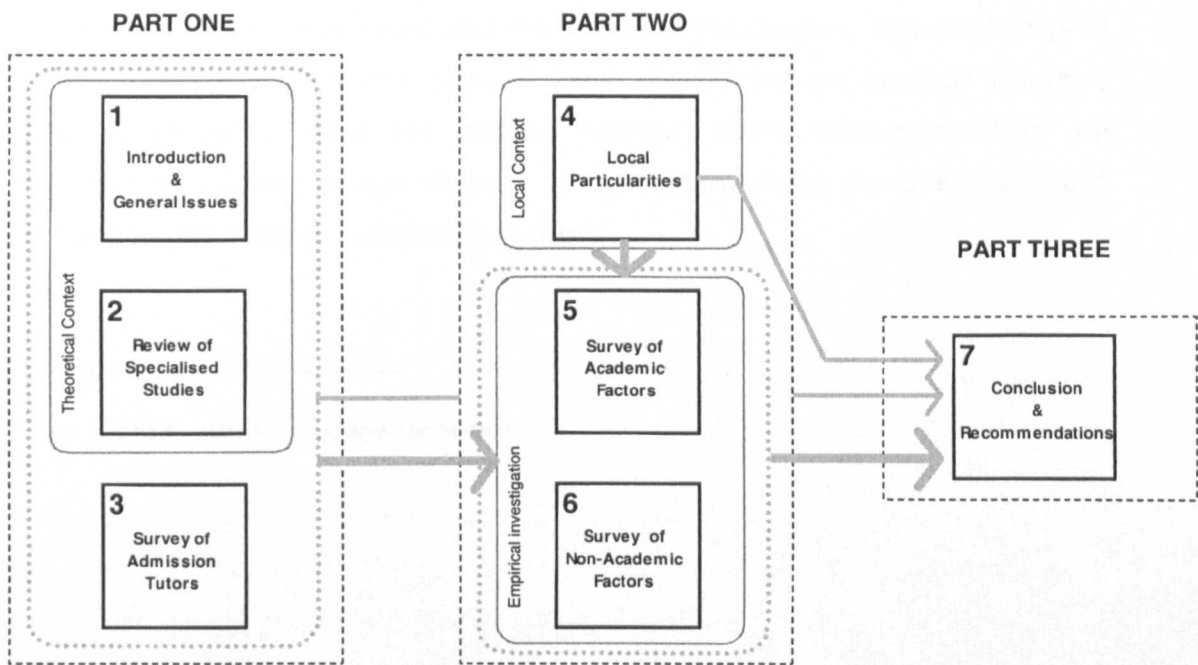 PART ONE
1
Introduction
&
General Issues
2
Review of
Specialised
Studies
Theoretical Context
3
Survey of
Admission
Tutors
PART TWO
4
Local
Particularities
Local Context
5
Survey of
Academic
Factors
6
Survey of
Non-Academic
Factors
Empirical investigation
PART THREE
7
Conclusion
&
Recommendations